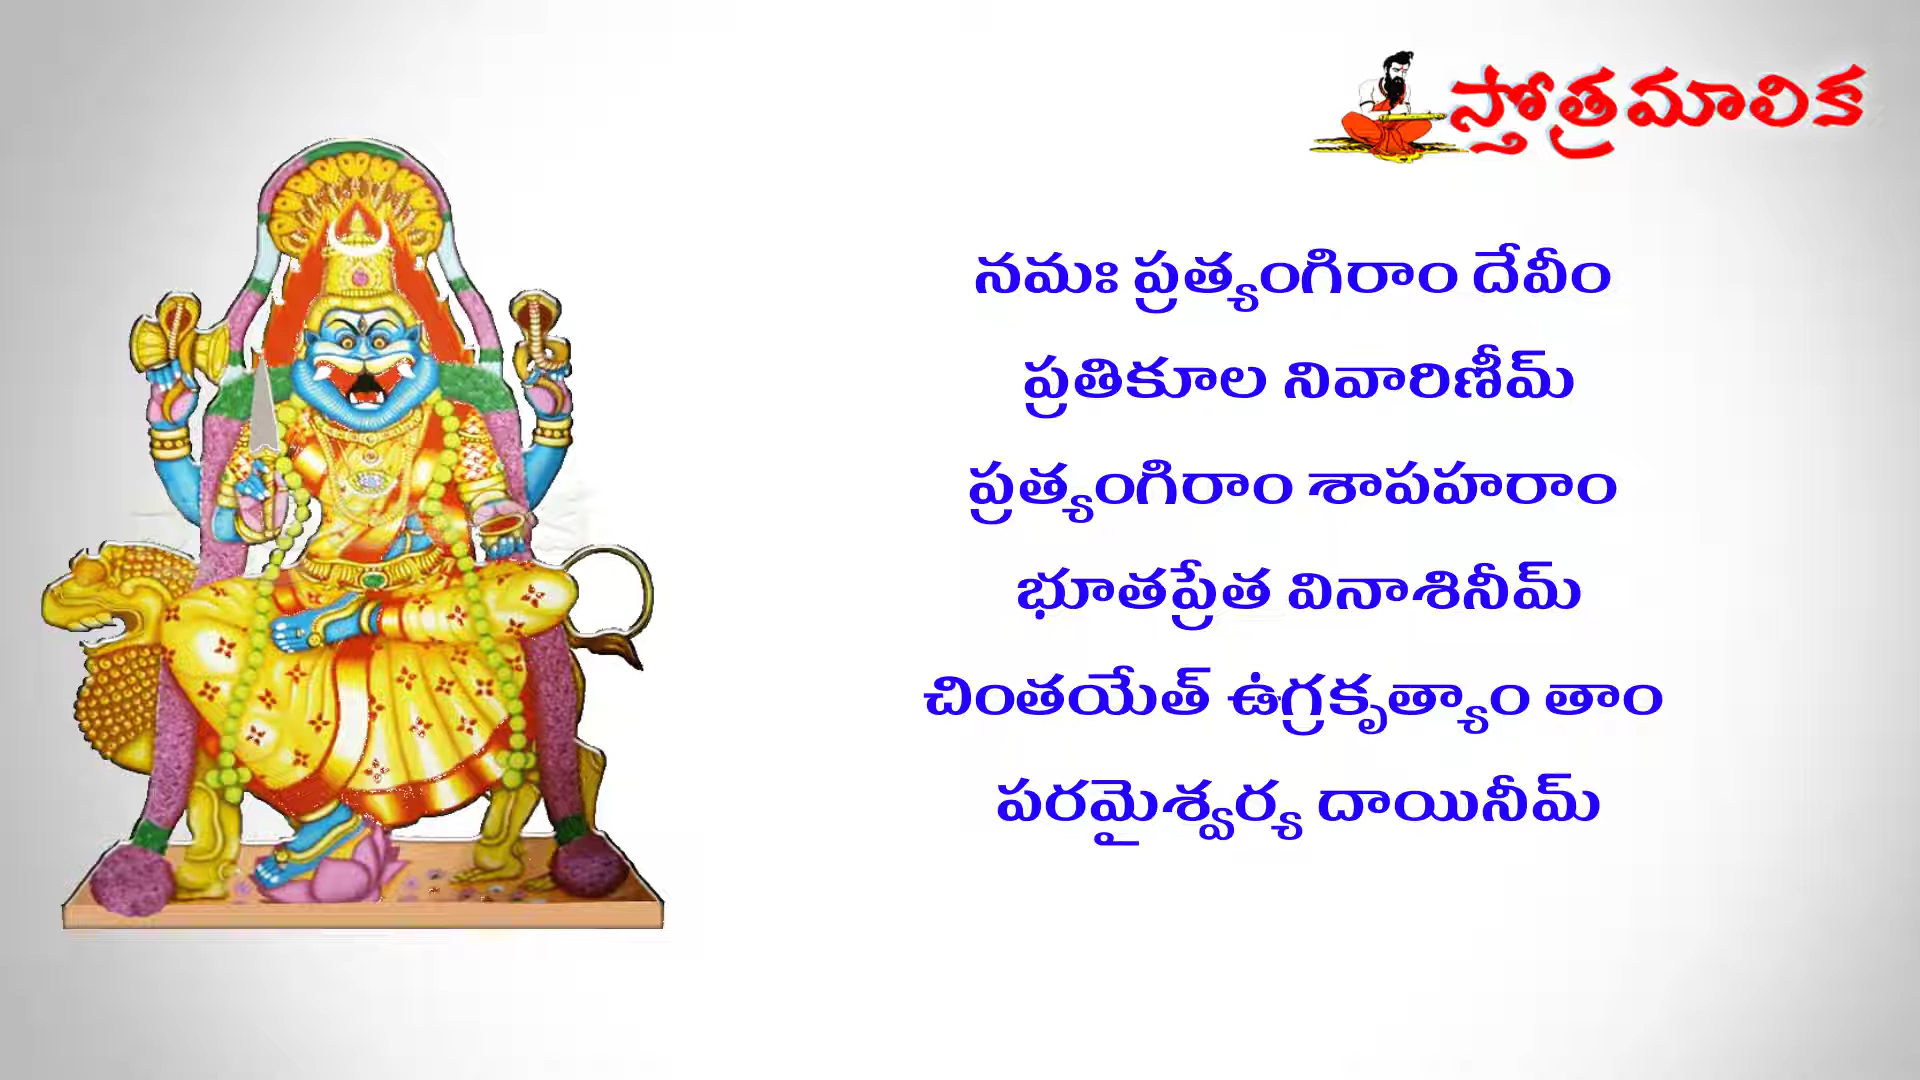 స్తోత్రమాలిక
నమః ప్రత్యంగిరాం దేవీం
ప్రతికూల నివారిణీమ్
ప్రత్యంగిరాం శాపహరాం
భూతప్రేత వినాశినీమ్
చింతయేత్ ఉగ్రకృత్యాం తాం
పరమైశ్వర్య దాయినీమ్